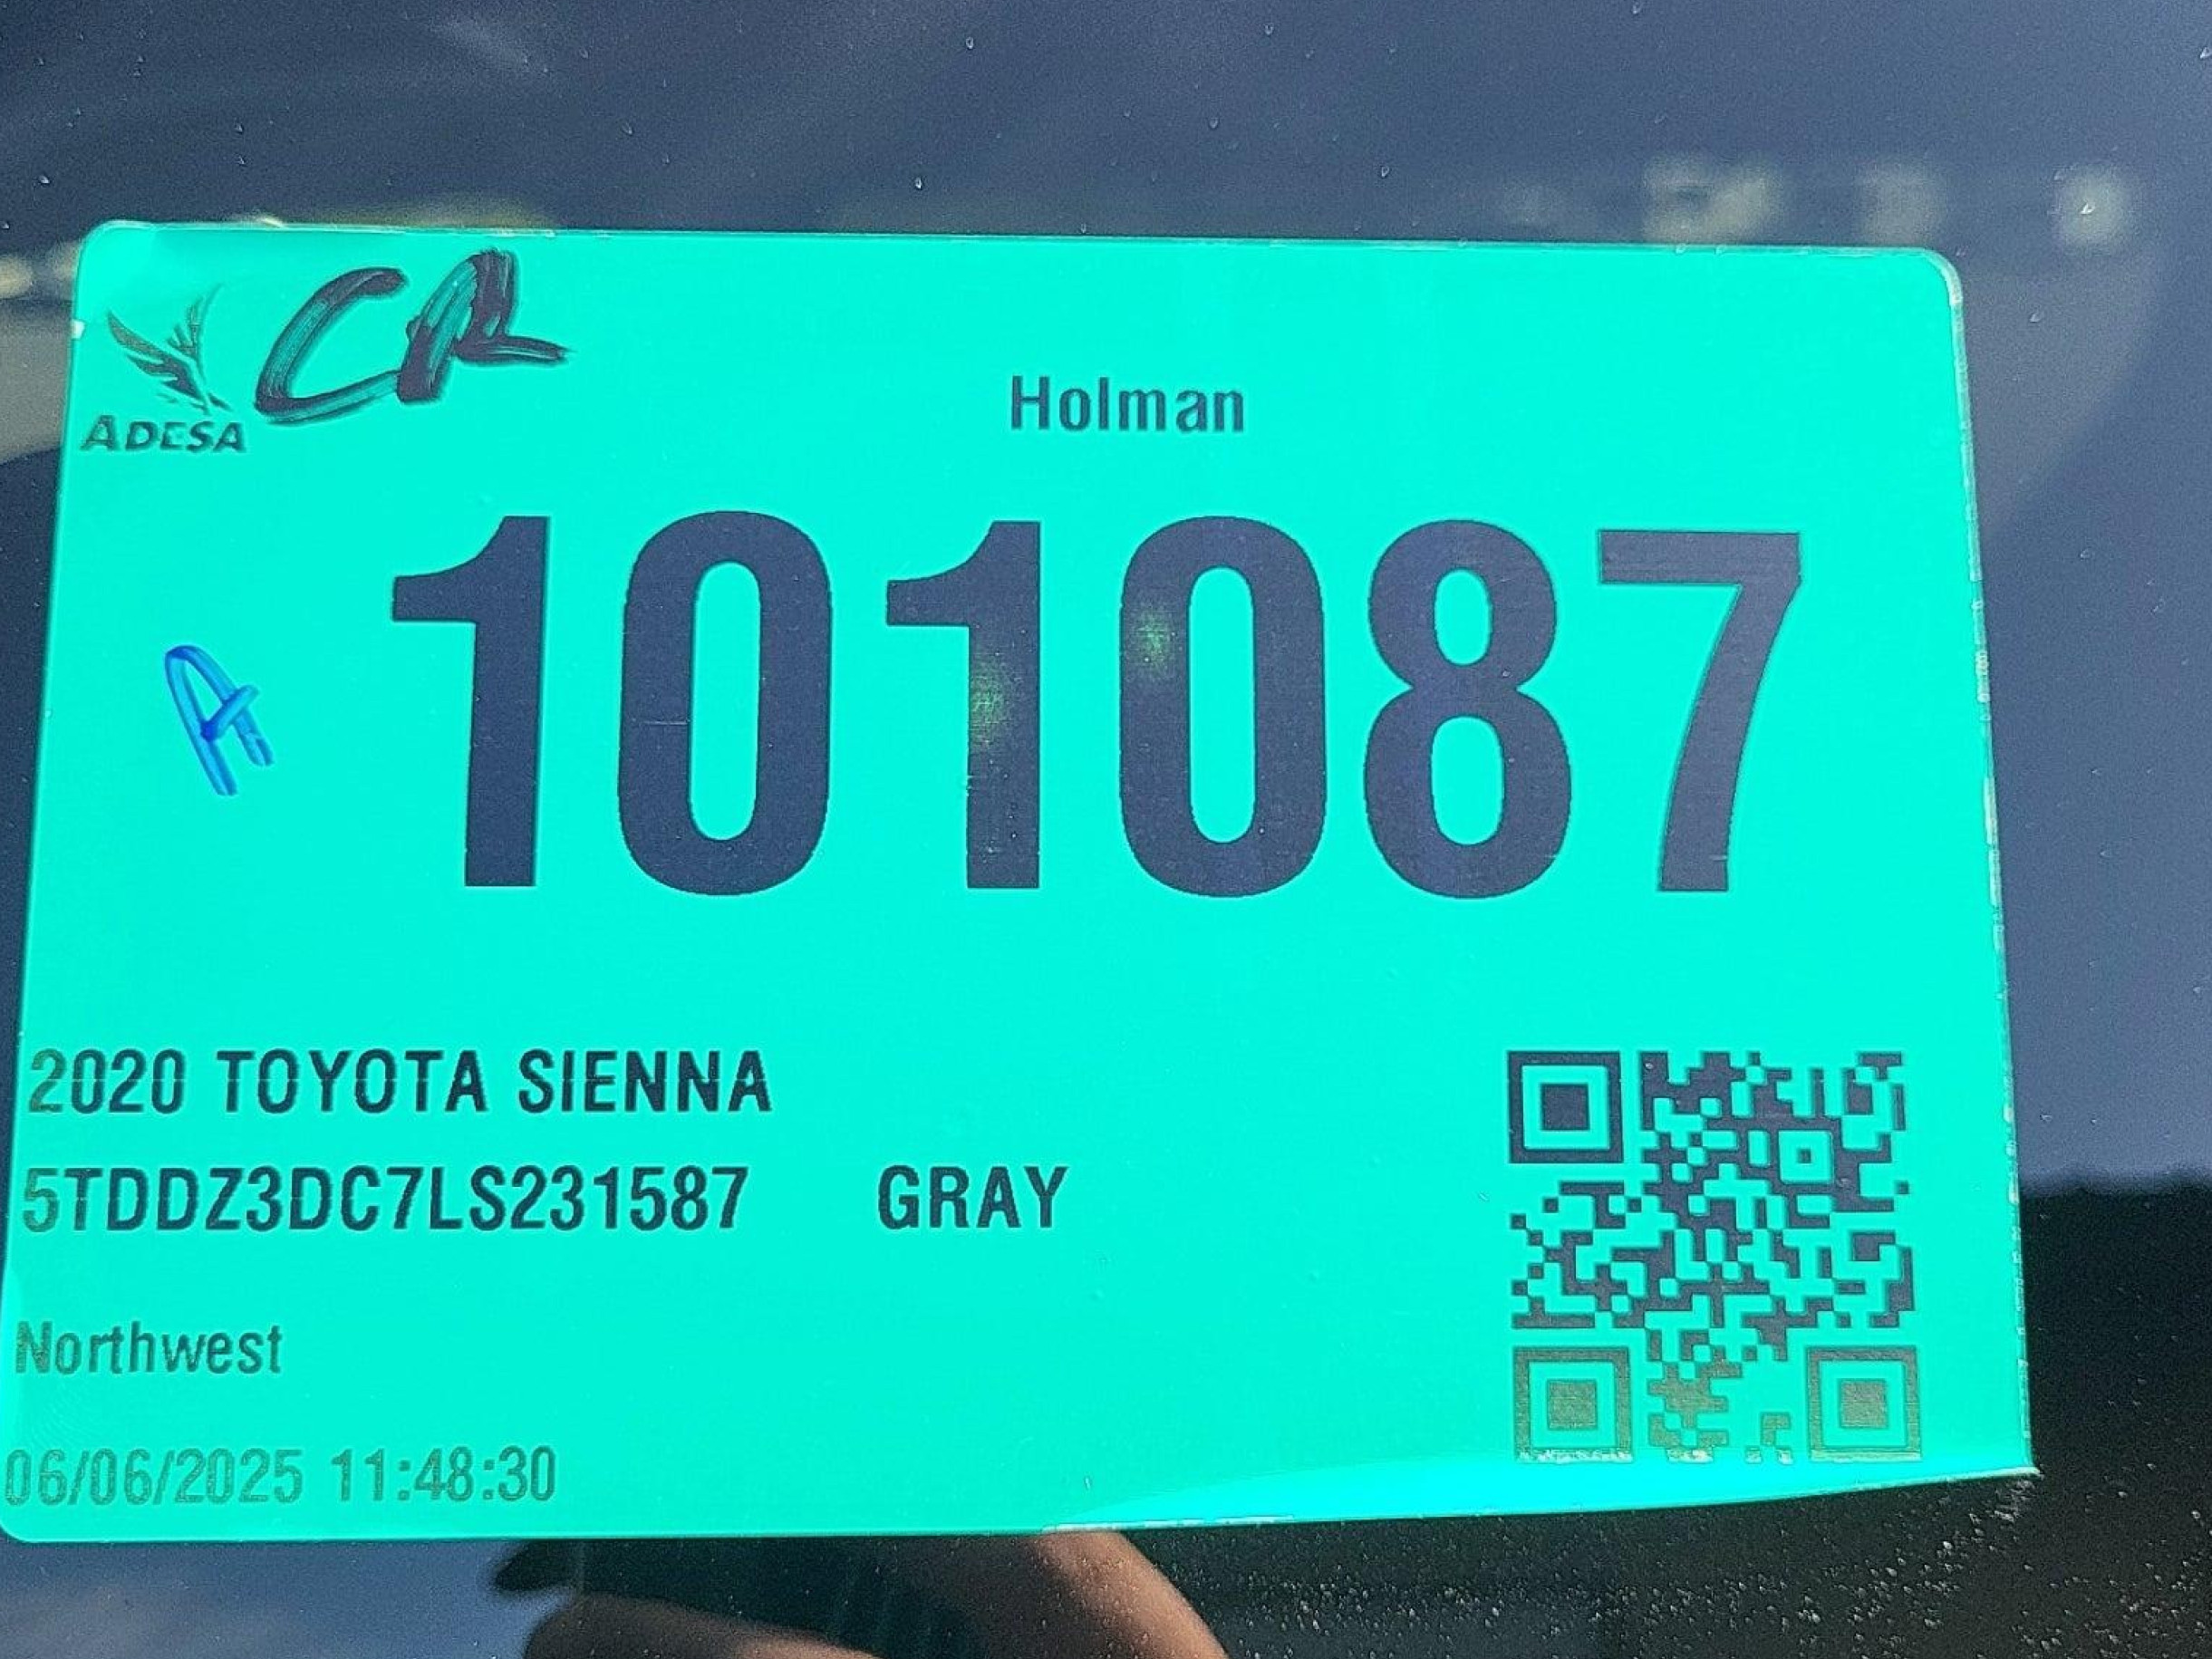 CR
ADESA
Holman
A
101087
2020 TOYOTA SIENNA
5TDDZ3DC7LS231587 GRAY
Northwest
06/06/2025 11:48:30